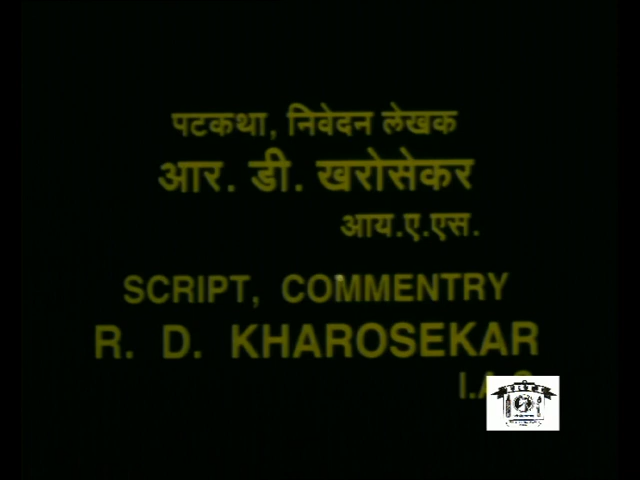 पटकथा, निवेदन लेखक
आर. डी. खरोसेकर
आय.ए.एस.
SCRIPT, COMMENTRY
R. D. KHAROSEKAR